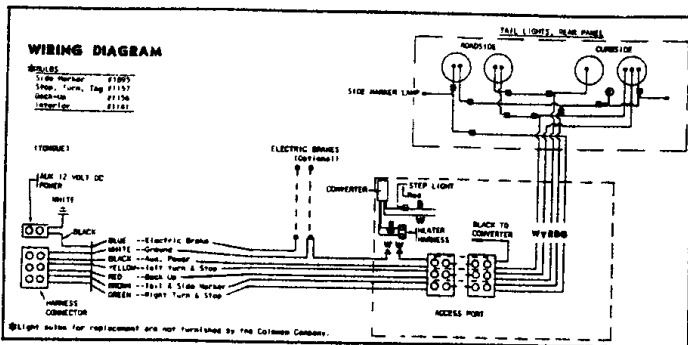 WIRING DIAGRAM
*BULBS
Side Marker #1895
Stop, Turn, Tag #1157
Back-up #1156
Interior #1141
TAIL LIGHTS, REAR PANEL
ROADSIDE
CURBSIDE
SIDE MARKER LAMP
(TONGUE)
AUX 12 VOLT DC
POWER
WHITE
BLACK
ELECTRIC BRAKES
(Optional)
CONVERTER
STEP LIGHT
Red
HEATER
HARNESS
BLACK TO
CONVERTER
BLUE --Electric Brake
WHITE --Ground
BLACK --Aux. Power
YELLOW--Left Turn & Stop
RED --Back Up
BROWN --Tail & Side Marker
GREEN --Right Turn & Stop
HARNESS
CONNECTOR
ACCESS PORT
*Light bulbs for replacement are not furnished by the Coleman Company.